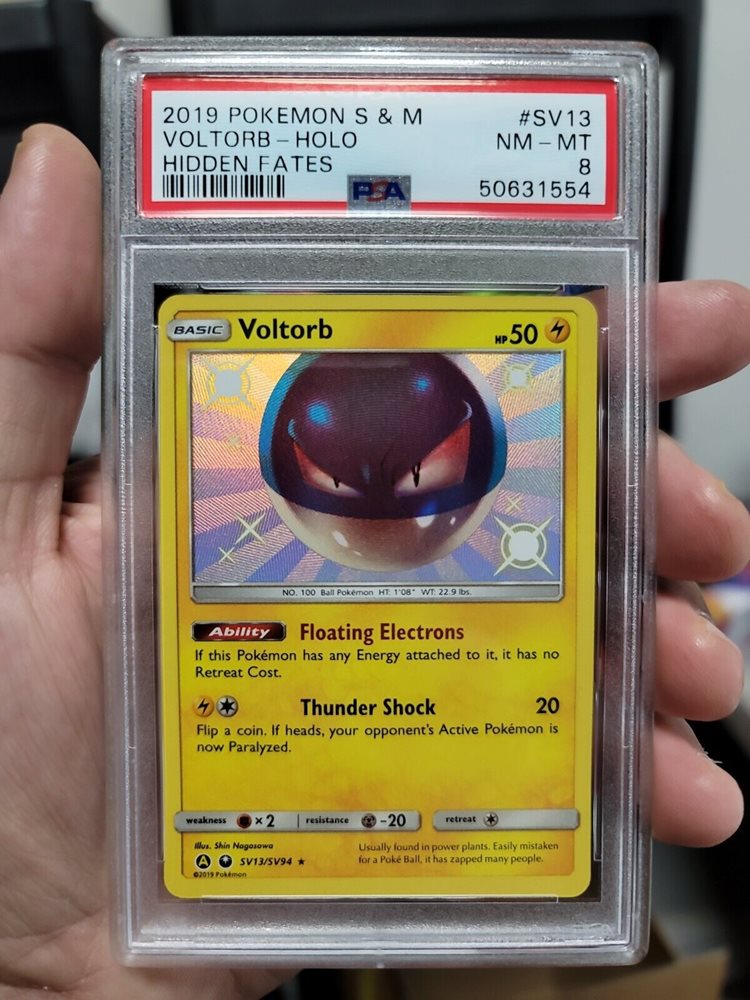 2019 POKEMON S & M #SV13
VOLTORB - HOLO NM - MT
HIDDEN FATES 8
PSA 50631554
BASIC Voltorb HP 50
NO. 100 Ball Pokémon HT: 1'08" WT: 22.9 lbs.
Ability Floating Electrons
If this Pokémon has any Energy attached to it, it has no
Retreat Cost.
Thunder Shock 20
Flip a coin. If heads, your opponent's Active Pokémon is
now Paralyzed.
weakness ×2 resistance -20 retreat
Illus. Shin Nagasawa
A SV13/SV94 ★
©2019 Pokémon
Usually found in power plants. Easily mistaken
for a Poké Ball, it has zapped many people.